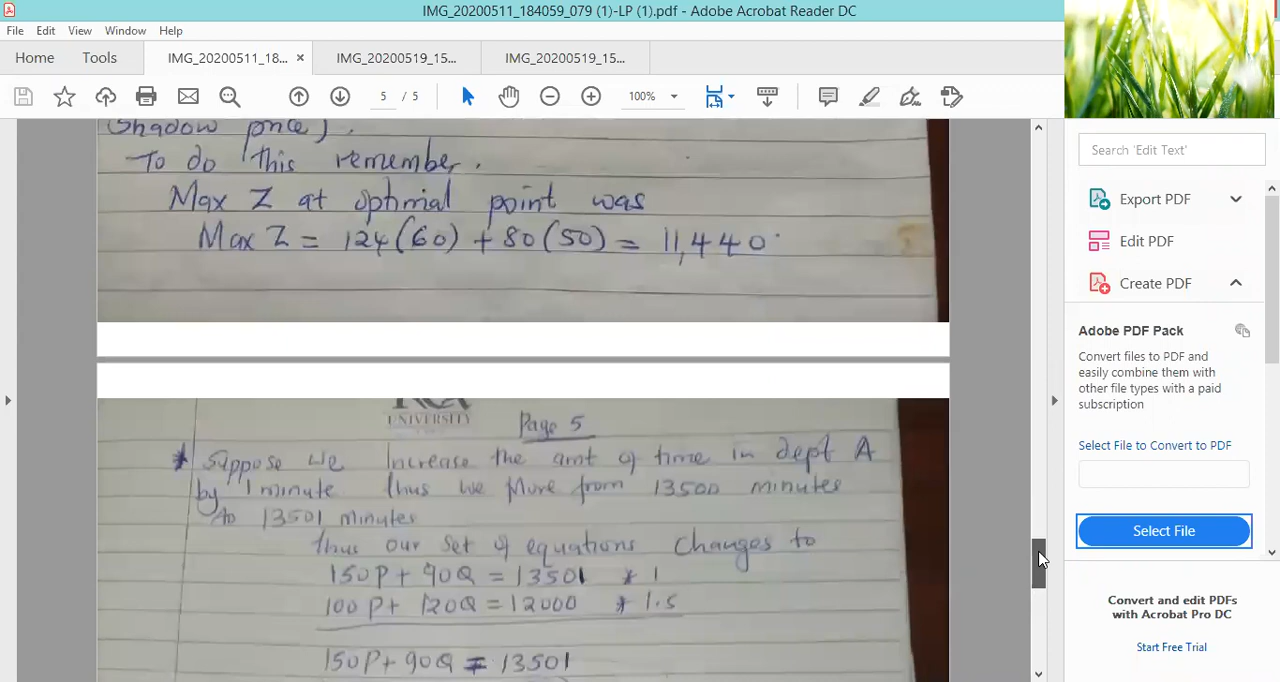 IMG_20200511_184059_079 (1)-LP (1).pdf - Adobe Acrobat Reader DC
File Edit View Window Help
Home Tools IMG_20200511_18... × IMG_20200519_15... IMG_20200519_15...
5 / 5 100%
(Shadow price).
To do this remember.
Max Z at optimal point was
Max Z = 124(60) + 80(50) = 11,440
UNIVERSITY
Page 5
* Suppose we Increase the amt of time in dept A
by 1 minute thus we Move from 13500 minutes
to 13501 minutes
thus our set of equations Changes to
150P + 90Q = 13501 * 1
100P + 120Q = 12000 * 1.5
150P + 90Q = 13501
Search 'Edit Text'
Export PDF
Edit PDF
Create PDF
Adobe PDF Pack
Convert files to PDF and
easily combine them with
other file types with a paid
subscription
Select File to Convert to PDF
Select File
Convert and edit PDFs
with Acrobat Pro DC
Start Free Trial